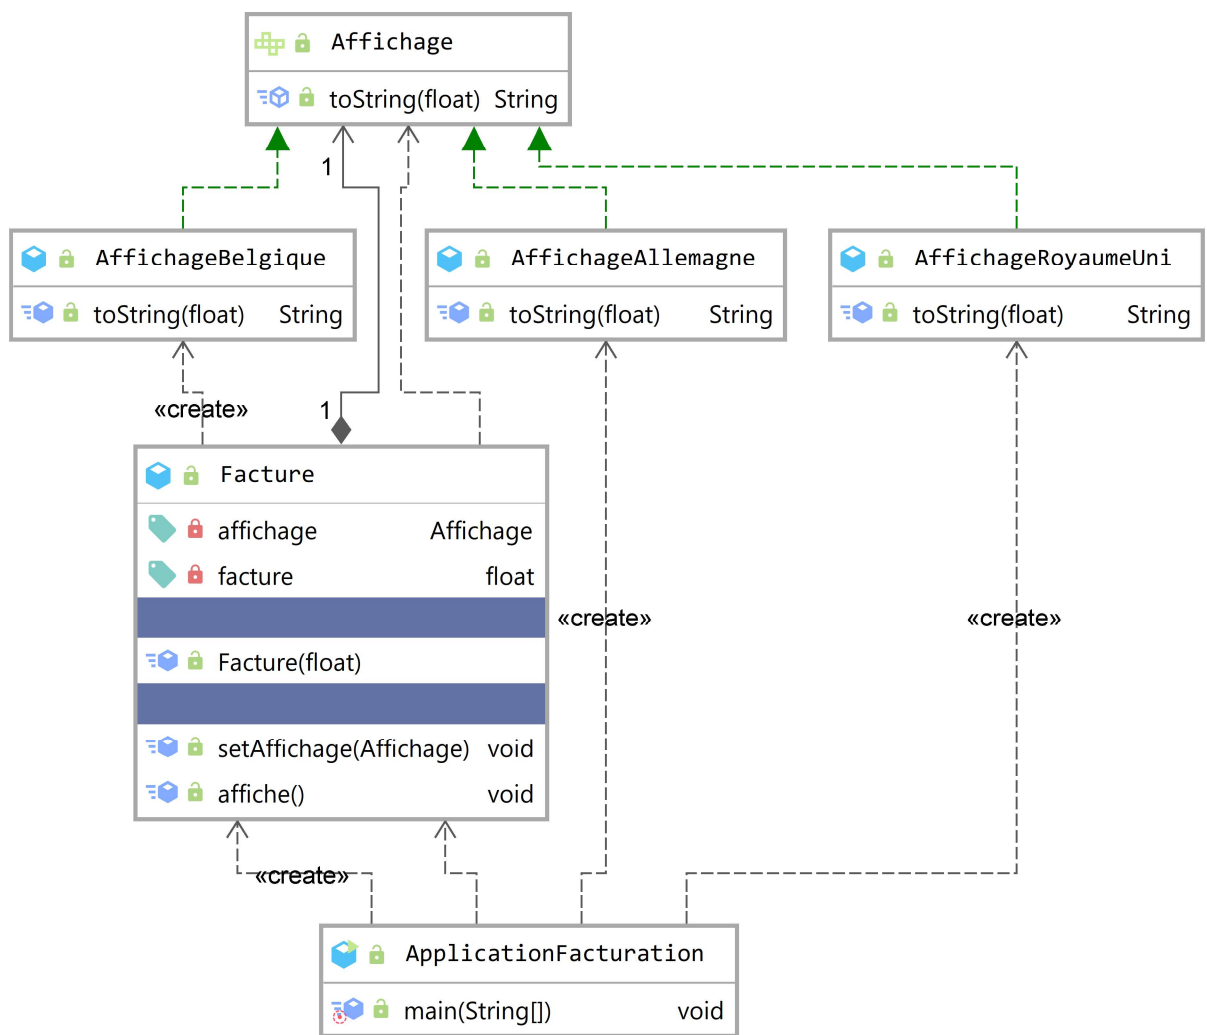 Affichage
toString(float) String
1
AffichageBelgique
toString(float) String
AffichageAllemagne
toString(float) String
AffichageRoyaumeUni
toString(float) String
«create»
1
Facture
affichage Affichage
facture float
Facture(float)
setAffichage(Affichage) void
affiche() void
«create»
«create»
«create»
ApplicationFacturation
main(String[]) void